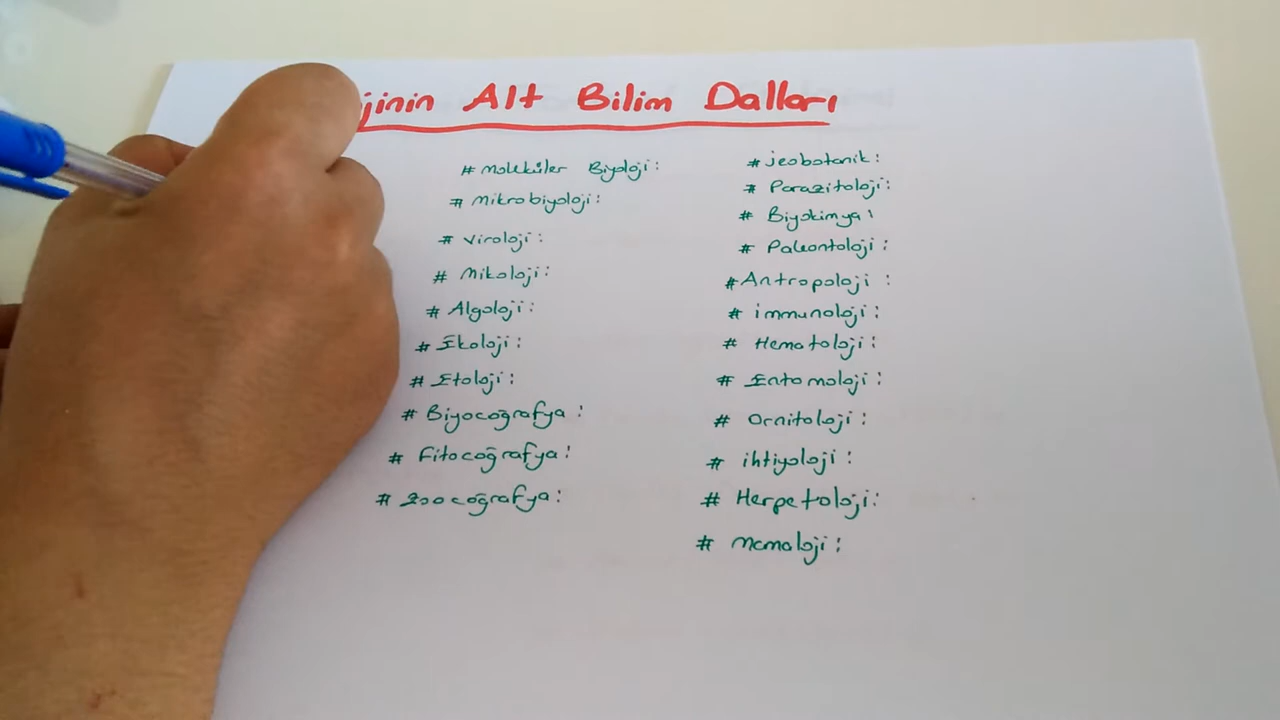 jinin Alt Bilim Dalları
# Moleküler Biyoloji:
# Mikrobiyoloji:
# Viroloji:
# Mikoloji:
# Algoloji:
# Ekoloji:
# Etoloji:
# Biyocoğrafya:
# Fitocoğrafya:
# Zoocoğrafya:
# jeobotanik:
# Parazitoloji:
# Biyokimya:
# Paleontoloji:
# Antropoloji:
# immunoloji:
# Hematoloji:
# Entomoloji:
# Ornitoloji:
# ihtiyoloji:
# Herpetoloji:
# Mamoloji: